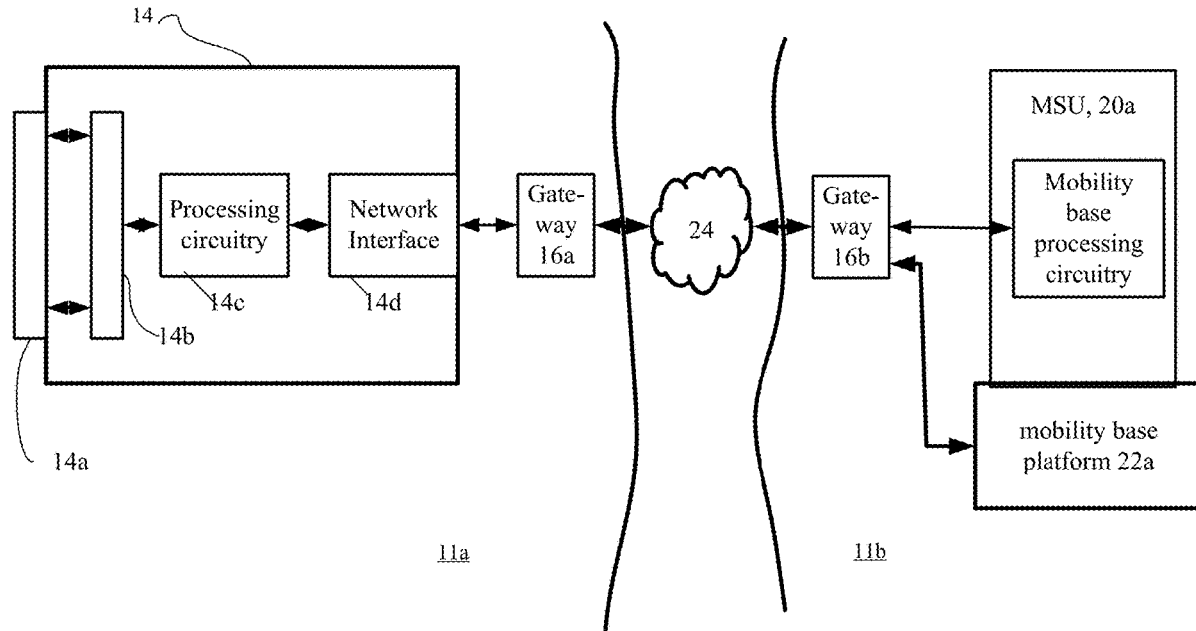 14
MSU, 20a
Processing
circuitry
Network
Interface
Gate-
way
16a
24
Gate-
way
16b
Mobility
base
processing
circuitry
14c
14d
14b
14a
mobility base
platform 22a
11a
11b